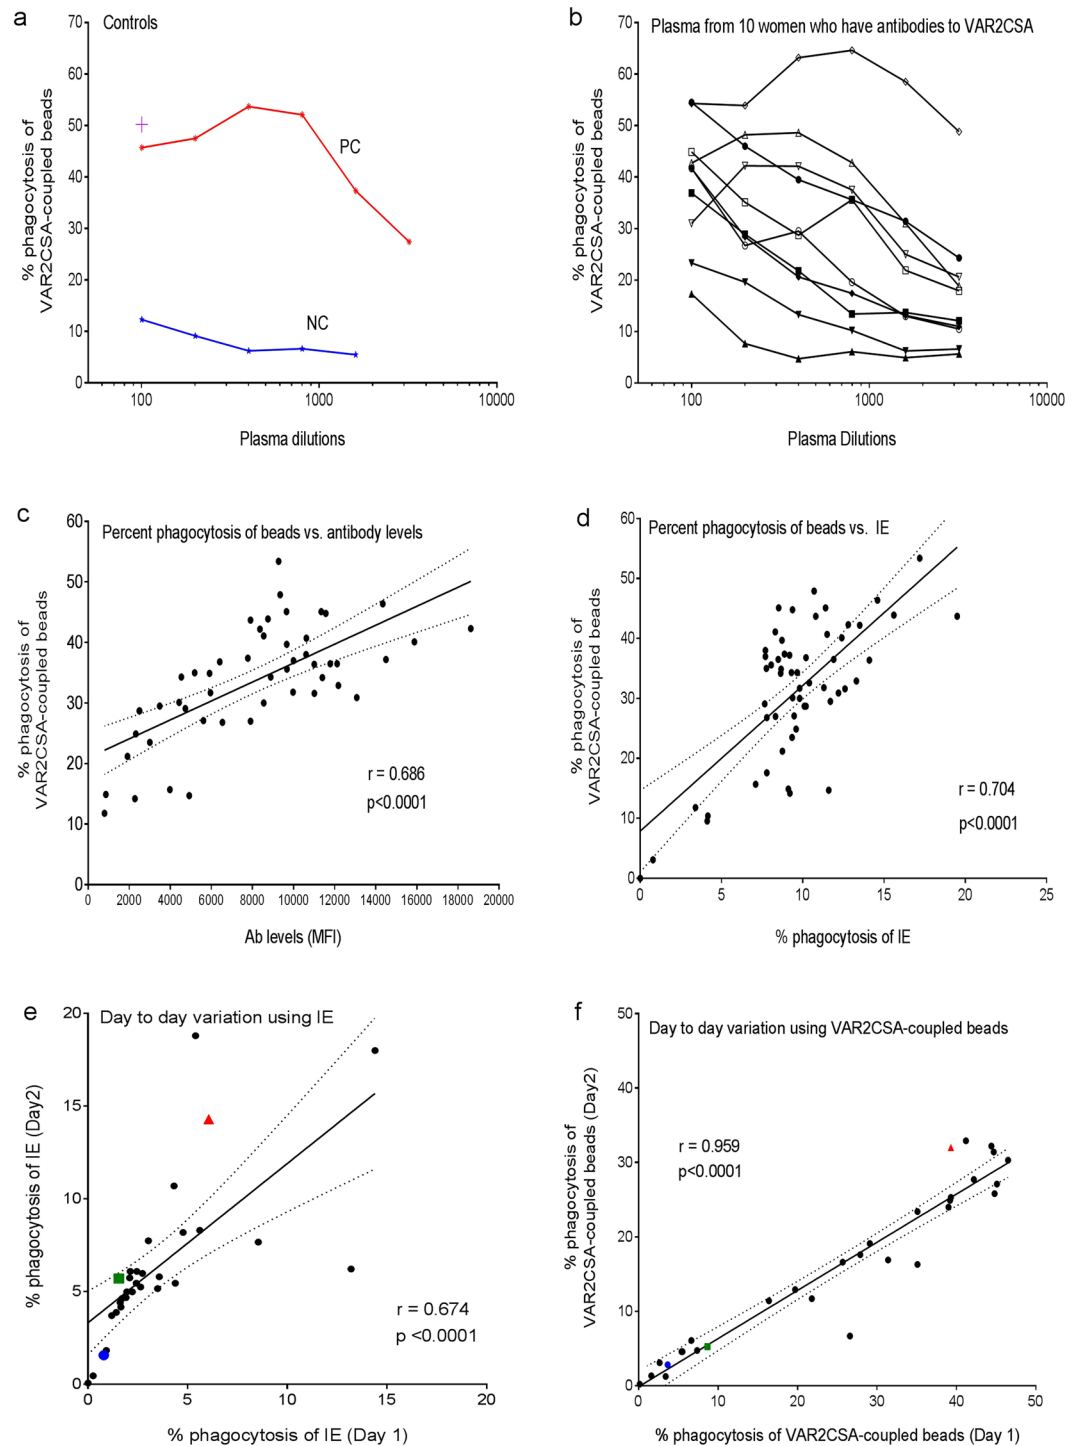 a
Controls
70
60
50
40
30
20
10
0
% phagocytosis of
VAR2CSA-coupled beads
PC
NC
100
1000
10000
Plasma dilutions
b
Plasma from 10 women who have antibodies to VAR2CSA
70
60
50
40
30
20
10
0
% phagocytosis of
VAR2CSA-coupled beads
100
1000
10000
Plasma Dilutions
c
Percent phagocytosis of beads vs. antibody levels
60
50
40
30
20
10
0
% phagocytosis of
VAR2CSA-coupled beads
r = 0.686
p<0.0001
0 2000 4000 6000 8000 10000 12000 14000 16000 18000 20000
Ab levels (MFI)
d
Percent phagocytosis of beads vs. IE
60
50
40
30
20
10
0
% phagocytosis of
VAR2CSA-coupled beads
r = 0.704
p<0.0001
0 5 10 15 20 25
% phagocytosis of IE
e
Day to day variation using IE
20
15
10
5
0
% phagocytosis of IE (Day2)
r = 0.674
p <0.0001
0 5 10 15 20
% phagocytosis of IE (Day 1)
f
Day to day variation using VAR2CSA-coupled beads
50
40
30
20
10
0
% phagocytosis of
VAR2CSA-coupled beads (Day2)
r = 0.959
p<0.0001
0 10 20 30 40 50
% phagocytosis of VAR2CSA-coupled beads (Day 1)